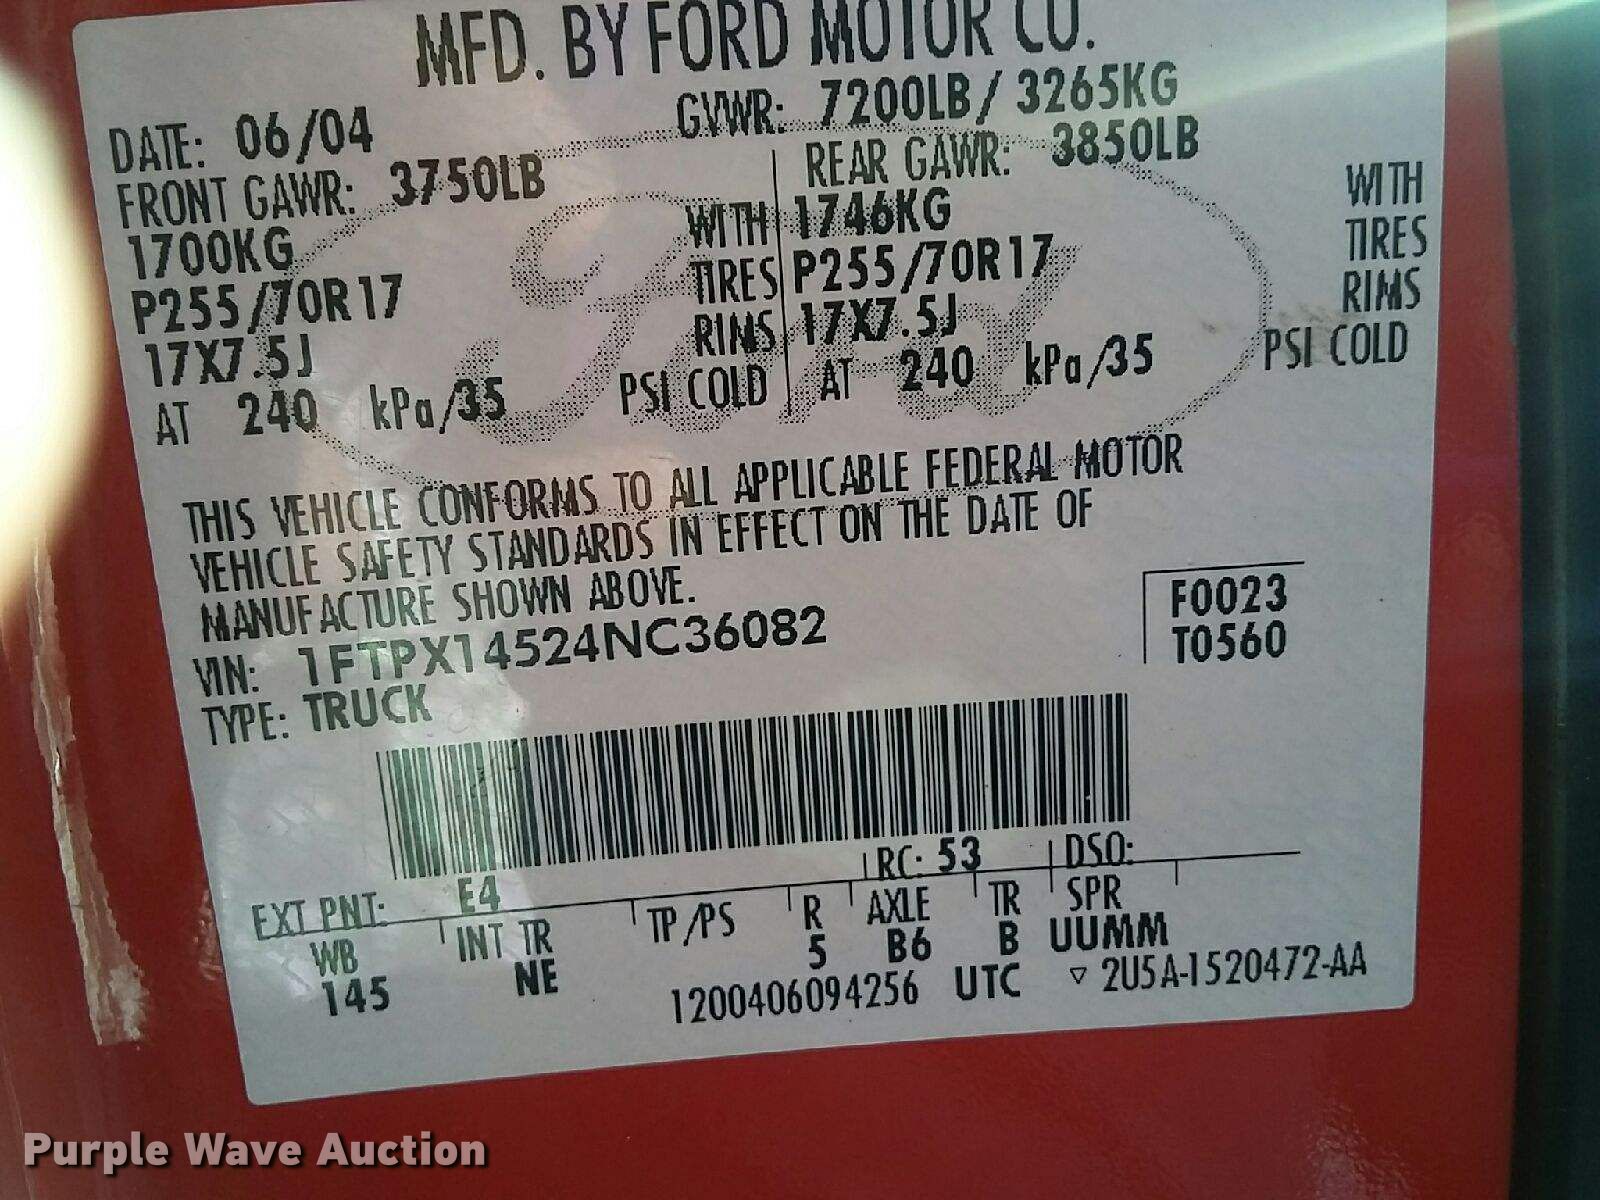 MFD. BY FORD MOTOR CO.
DATE: 06/04 GVWR: 7200LB/ 3265KG
FRONT GAWR: 3750LB REAR GAWR: 3850LB
1700KG WITH 1746KG WITH
P255/70R17 TIRES P255/70R17 TIRES
17X7.5J RIMS 17X7.5J RIMS
AT 240 kPa/35 PSI COLD AT 240 kPa/35 PSI COLD
Ford
THIS VEHICLE CONFORMS TO ALL APPLICABLE FEDERAL MOTOR
VEHICLE SAFETY STANDARDS IN EFFECT ON THE DATE OF
MANUFACTURE SHOWN ABOVE.
VIN: 1FTPX14524NC36082
TYPE: TRUCK
F0023
T0560
EXT PNT: E4 RC: 53 DSO:
WB INT TR TP/PS R AXLE TR SPR
145 NE 5 B6 B UUMM
1200406094256 UTC ▽ 2U5A-1520472-AA
Purple Wave Auction